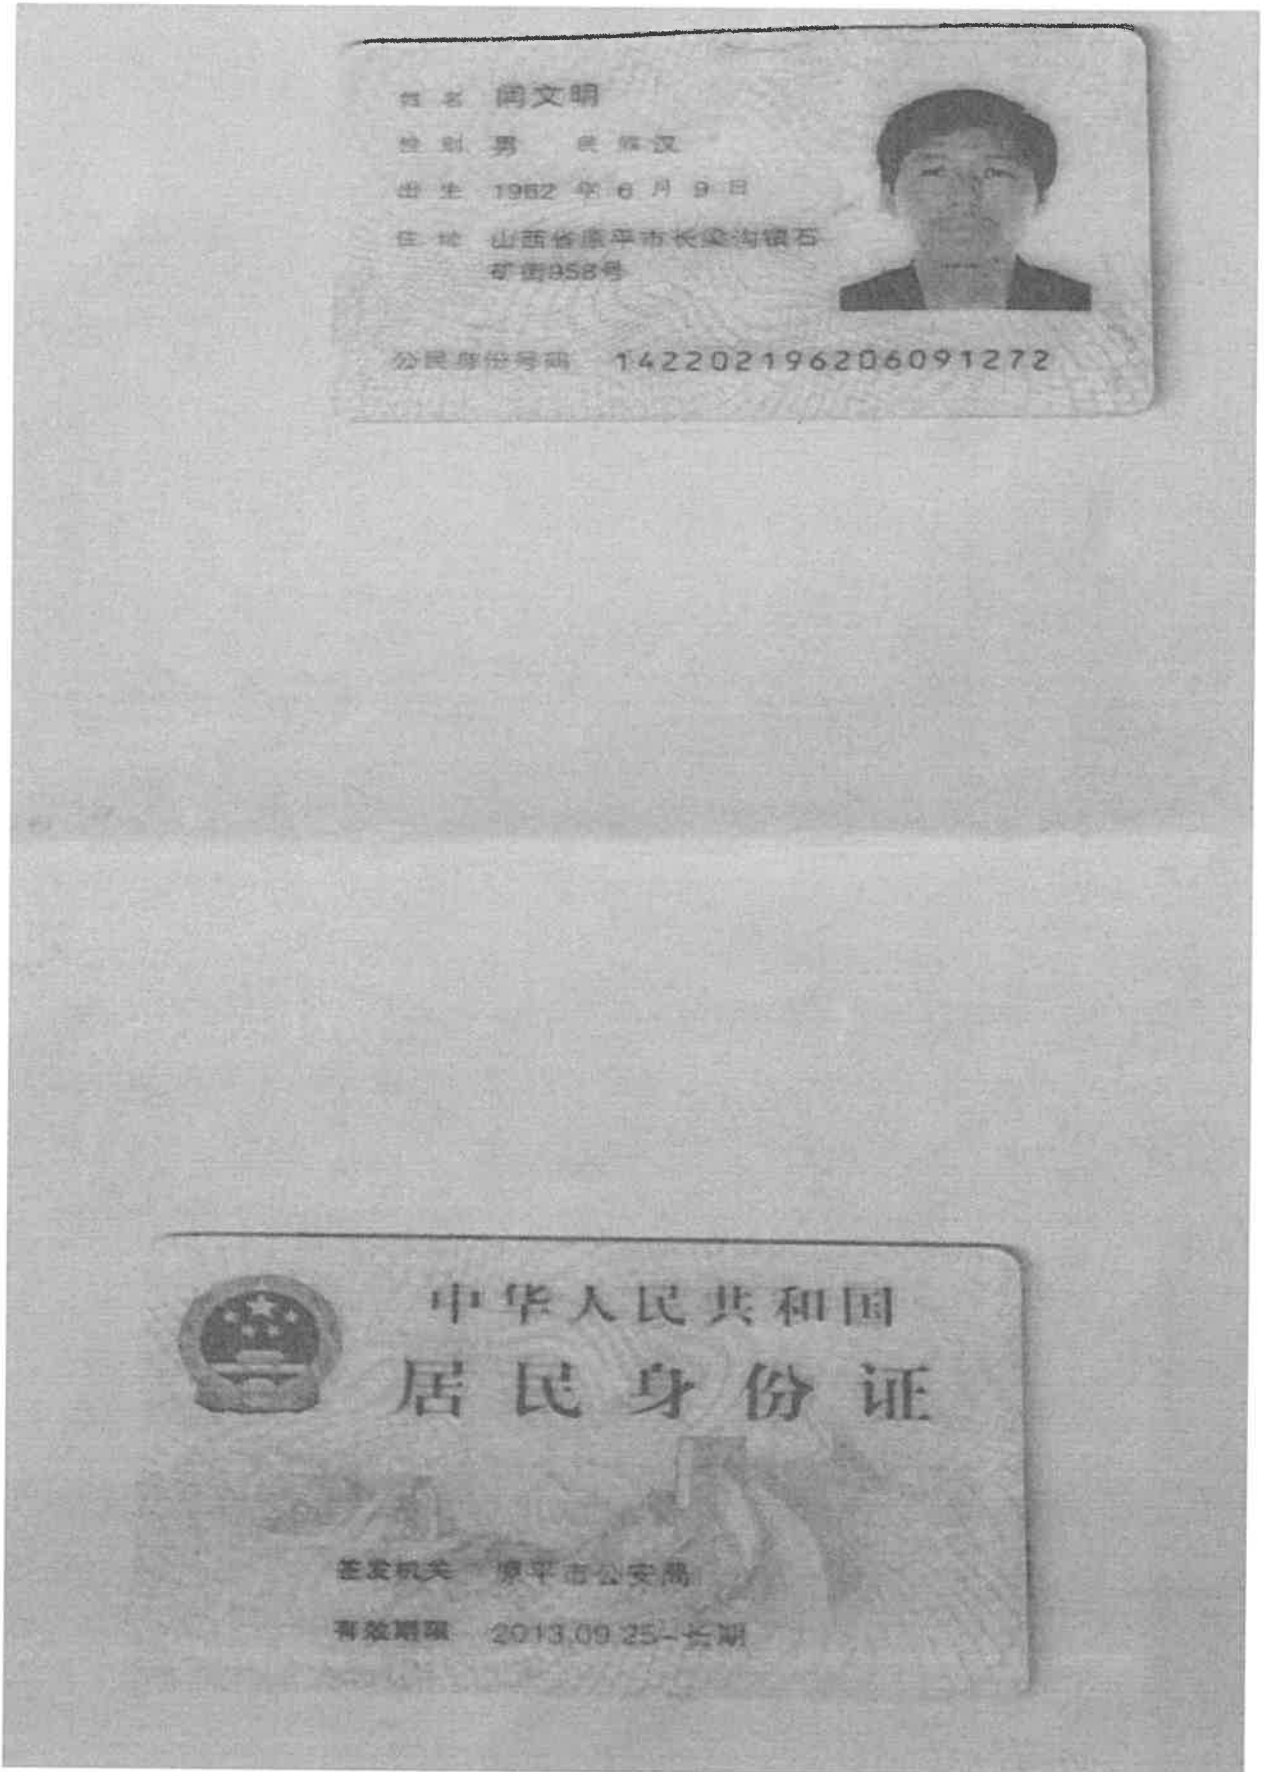 姓名 闫文明
性别 男 民族 汉
出生 1962 年 6 月 9 日
住址 山西省原平市长梁沟镇石
矿街958号
公民身份号码 142202196206091272
中华人民共和国
居民身份证
签发机关 原平市公安局
有效期限 2013.09.25-长期